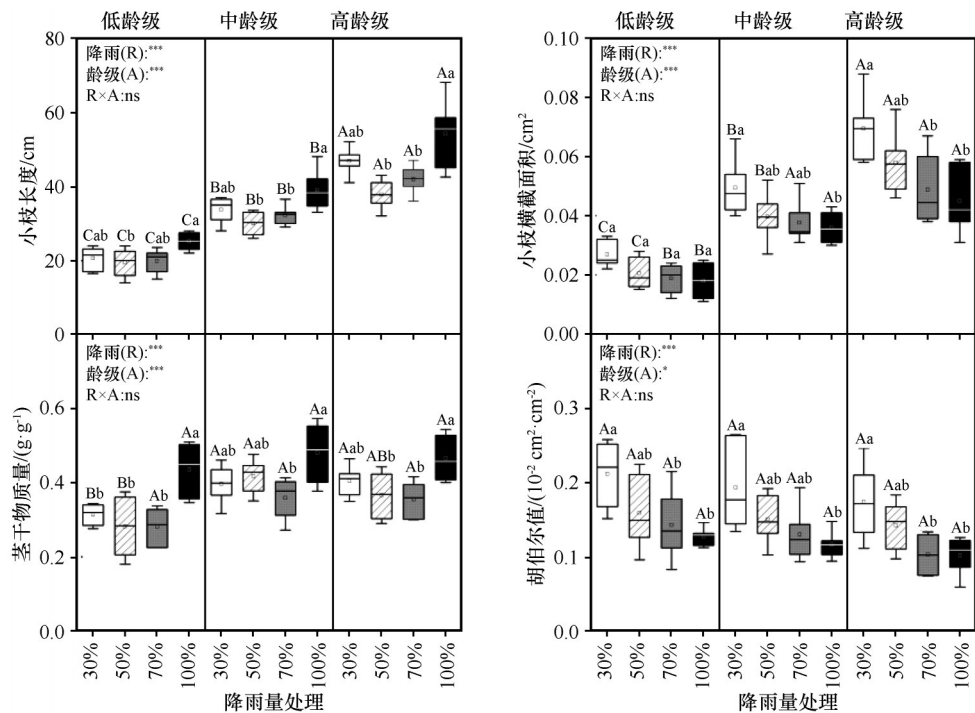 低龄级 中龄级 高龄级
80
60
40
20
0
小枝长度/cm
降雨(R):***
龄级(A):***
R×A:ns
Cab Cb Cab Ca
Bab Bb Bb Ba
Aab Ab Ab Aa
低龄级 中龄级 高龄级
0.10
0.08
0.06
0.04
0.02
0.00
小枝横截面积/cm²
降雨(R):***
龄级(A):***
R×A:ns
Ca Ca Ba Ba
Ba Bab Aab Ba
Aa Aab Ab Ab
0.6
0.4
0.2
0.0
茎干物质量/(g·g⁻¹)
降雨(R):***
龄级(A):***
R×A:ns
Bb Bb Ab Aa
Aab Aab Ab Aa
Aab ABb Ab Aa
30% 50% 70% 100% 30% 50% 70% 100% 30% 50% 70% 100%
降雨量处理
0.3
0.2
0.1
0.0
胡伯尔值/(10⁻² cm²·cm⁻²)
降雨(R):***
龄级(A):*
R×A:ns
Aa Aab Ab Ab
Aa Aab Ab Ab
Aa Aab Ab Ab
30% 50% 70% 100% 30% 50% 70% 100% 30% 50% 70% 100%
降雨量处理